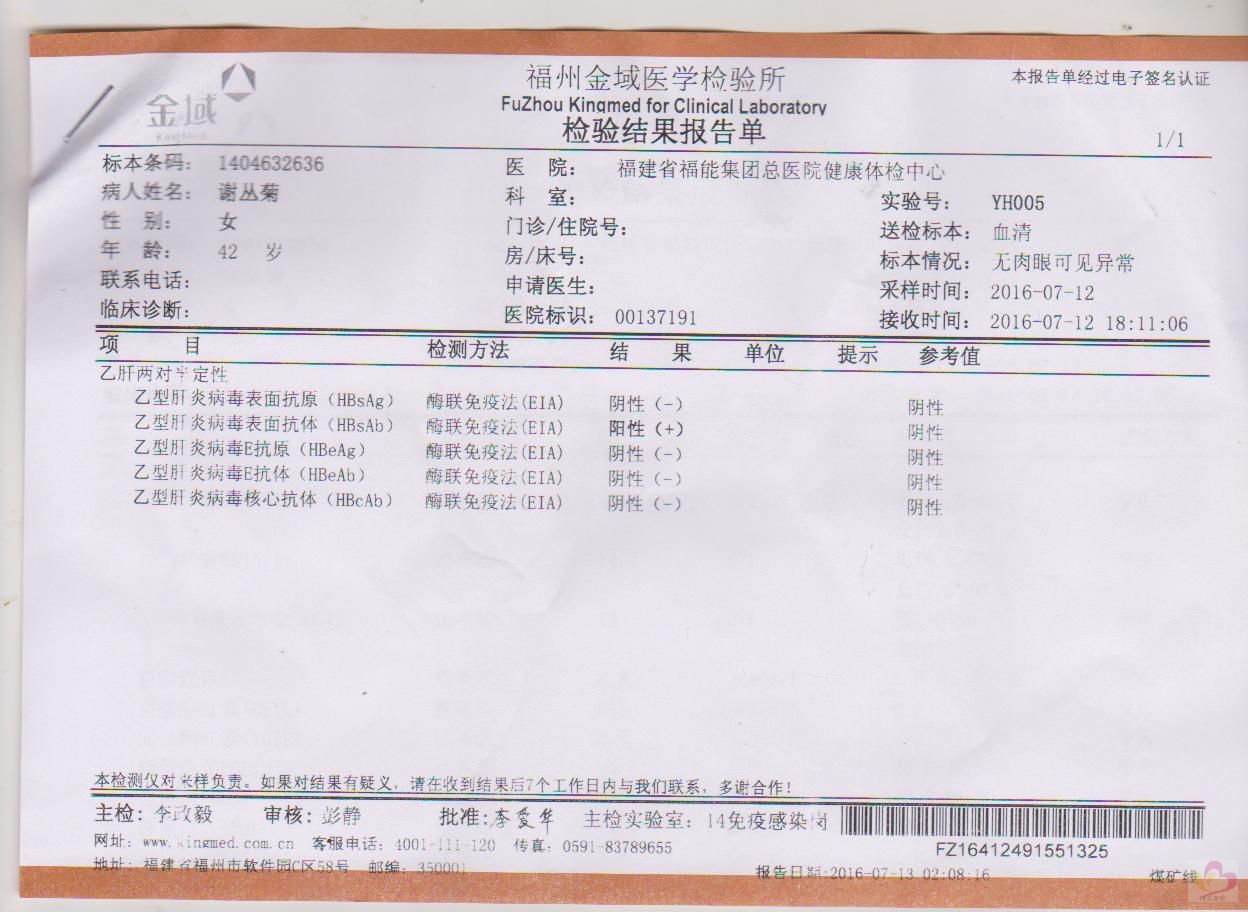 金域
KingMed
福州金域医学检验所
FuZhou Kingmed for Clinical Laboratory
检验结果报告单
本报告单经过电子签名认证
1/1
标本条码： 1404632636 医 院： 福建省福能集团总医院健康体检中心
病人姓名： 谢丛菊 科 室： 实验号： YH005
性 别： 女 门诊/住院号： 送检标本： 血清
年 龄： 42 岁 房/床号： 标本情况： 无肉眼可见异常
联系电话： 申请医生： 采样时间： 2016-07-12
临床诊断： 医院标识： 00137191 接收时间： 2016-07-12 18:11:06
项 目 检测方法 结 果 单位 提示 参考值
乙肝两对半定性
乙型肝炎病毒表面抗原（HBsAg） 酶联免疫法(EIA) 阴性（-） 阴性
乙型肝炎病毒表面抗体（HBsAb） 酶联免疫法(EIA) 阳性（+） 阴性
乙型肝炎病毒E抗原（HBeAg） 酶联免疫法(EIA) 阴性（-） 阴性
乙型肝炎病毒E抗体（HBeAb） 酶联免疫法(EIA) 阴性（-） 阴性
乙型肝炎病毒核心抗体（HBcAb） 酶联免疫法(EIA) 阴性（-） 阴性
本检测仅对来样负责。如果对结果有疑义，请在收到结果后7个工作日内与我们联系，多谢合作！
主检： 李政毅 审核： 彭静 批准： 李爱华 主检实验室： 14免疫感染岗
网址： www.kingmed.com.cn 客服电话： 4001-111-120 传真： 0591-83789655
FZ16412491551325
地址： 福建省福州市软件园C区58号 邮编： 350001
报告日期:2016-07-13 02:08:16 煤矿线